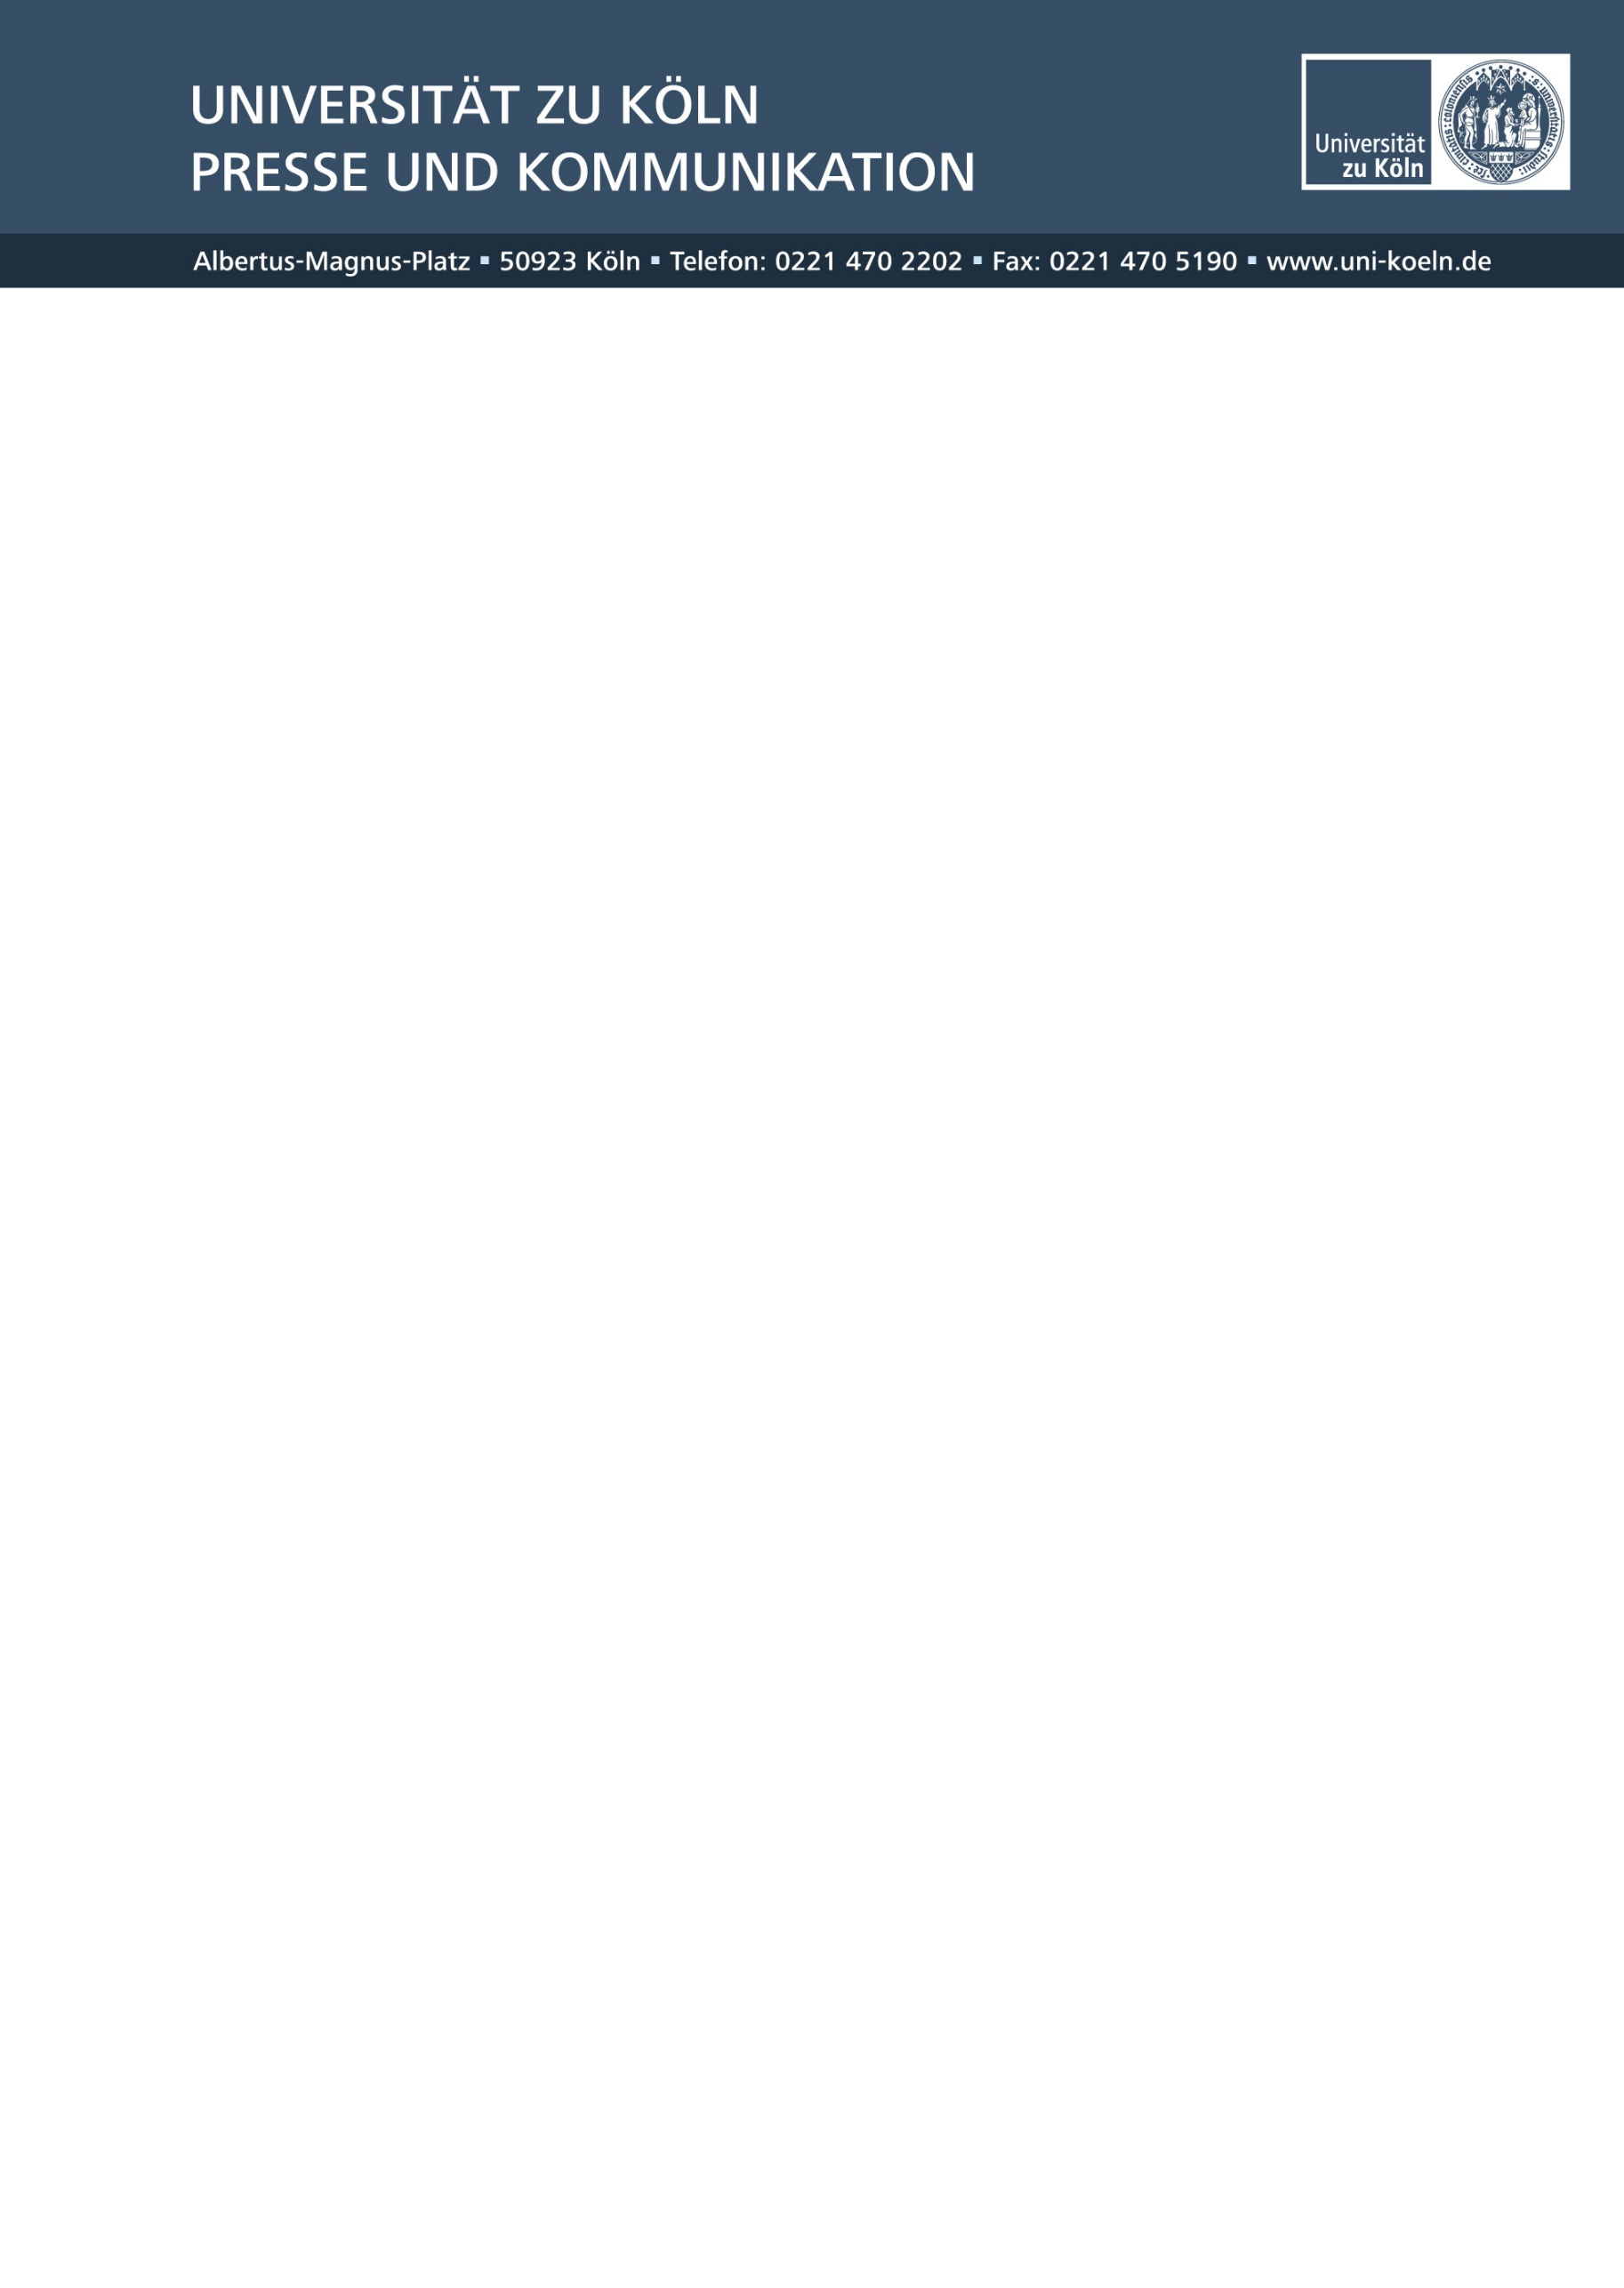 UNIVERSITÄT ZU KÖLN
PRESSE UND KOMMUNIKATION
Universität
zu Köln
Albertus-Magnus-Platz ▪ 50923 Köln ▪ Telefon: 0221 470 2202 ▪ Fax: 0221 470 5190 ▪ www.uni-koeln.de